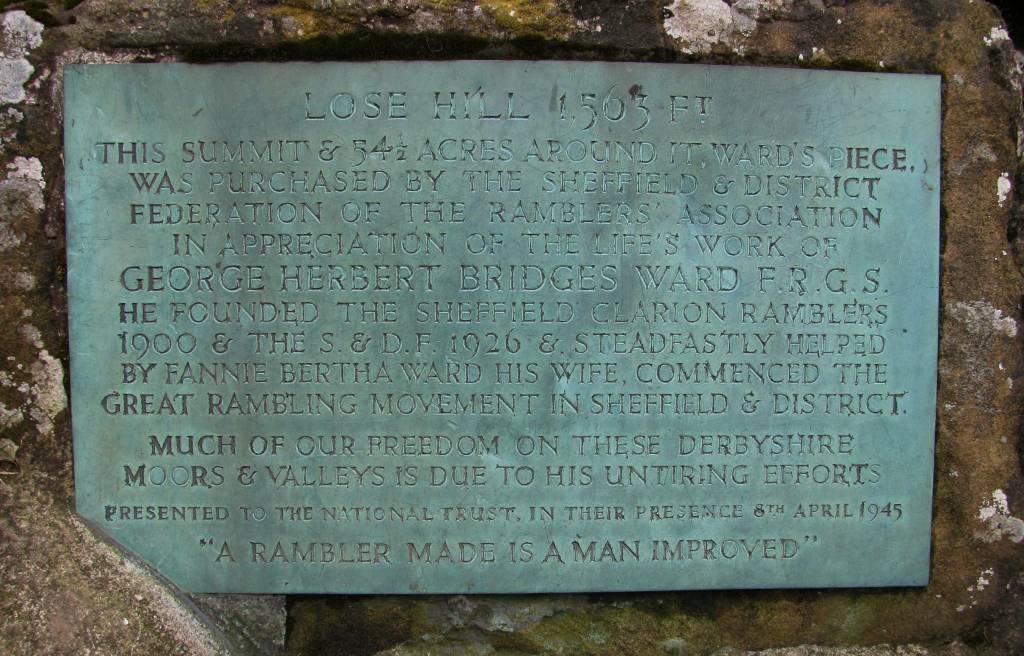 LOSE HILL 1,563 FT
THIS SUMMIT & 54½ ACRES AROUND IT, WARD'S PIECE,
WAS PURCHASED BY THE SHEFFIELD & DISTRICT
FEDERATION OF THE RAMBLERS' ASSOCIATION
IN APPRECIATION OF THE LIFE'S WORK OF
GEORGE HERBERT BRIDGES WARD F.R.G.S.
HE FOUNDED THE SHEFFIELD CLARION RAMBLERS
1900 & THE S. & D.F. 1926 & STEADFASTLY HELPED
BY FANNIE BERTHA WARD HIS WIFE, COMMENCED THE
GREAT RAMBLING MOVEMENT IN SHEFFIELD & DISTRICT.
MUCH OF OUR FREEDOM ON THESE DERBYSHIRE
MOORS & VALLEYS IS DUE TO HIS UNTIRING EFFORTS
PRESENTED TO THE NATIONAL TRUST, IN THEIR PRESENCE 8TH APRIL 1945
"A RAMBLER MADE IS A MAN IMPROVED"